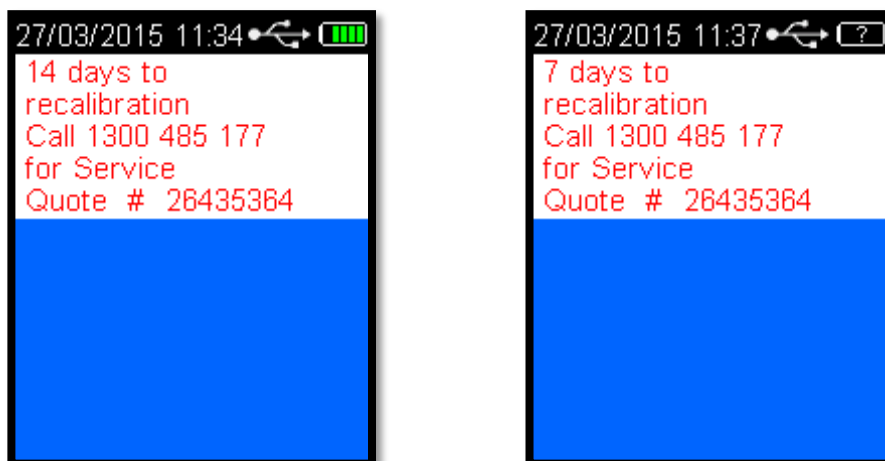 27/03/2015 11:34
14 days to
recalibration
Call 1300 485 177
for Service
Quote # 26435364
27/03/2015 11:37
?
7 days to
recalibration
Call 1300 485 177
for Service
Quote # 26435364